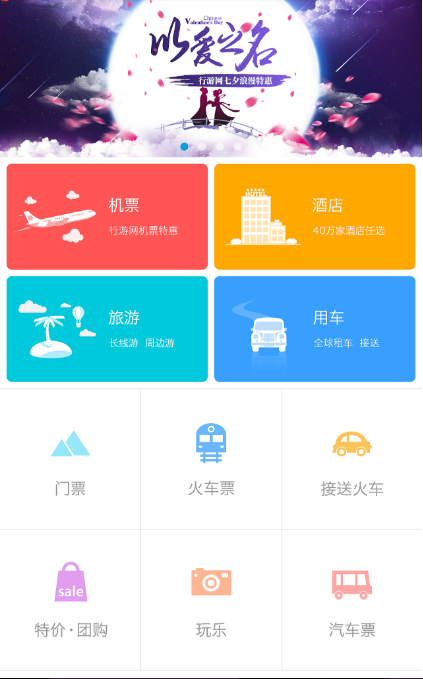 以爱之名
Chinese
Valentine's Day
行游网七夕浪漫特惠
机票
行游网机票特惠
酒店
40万家酒店任选
旅游
长线游 周边游
用车
全球租车 接送
门票
火车票
接送火车
sale
特价·团购
玩乐
汽车票